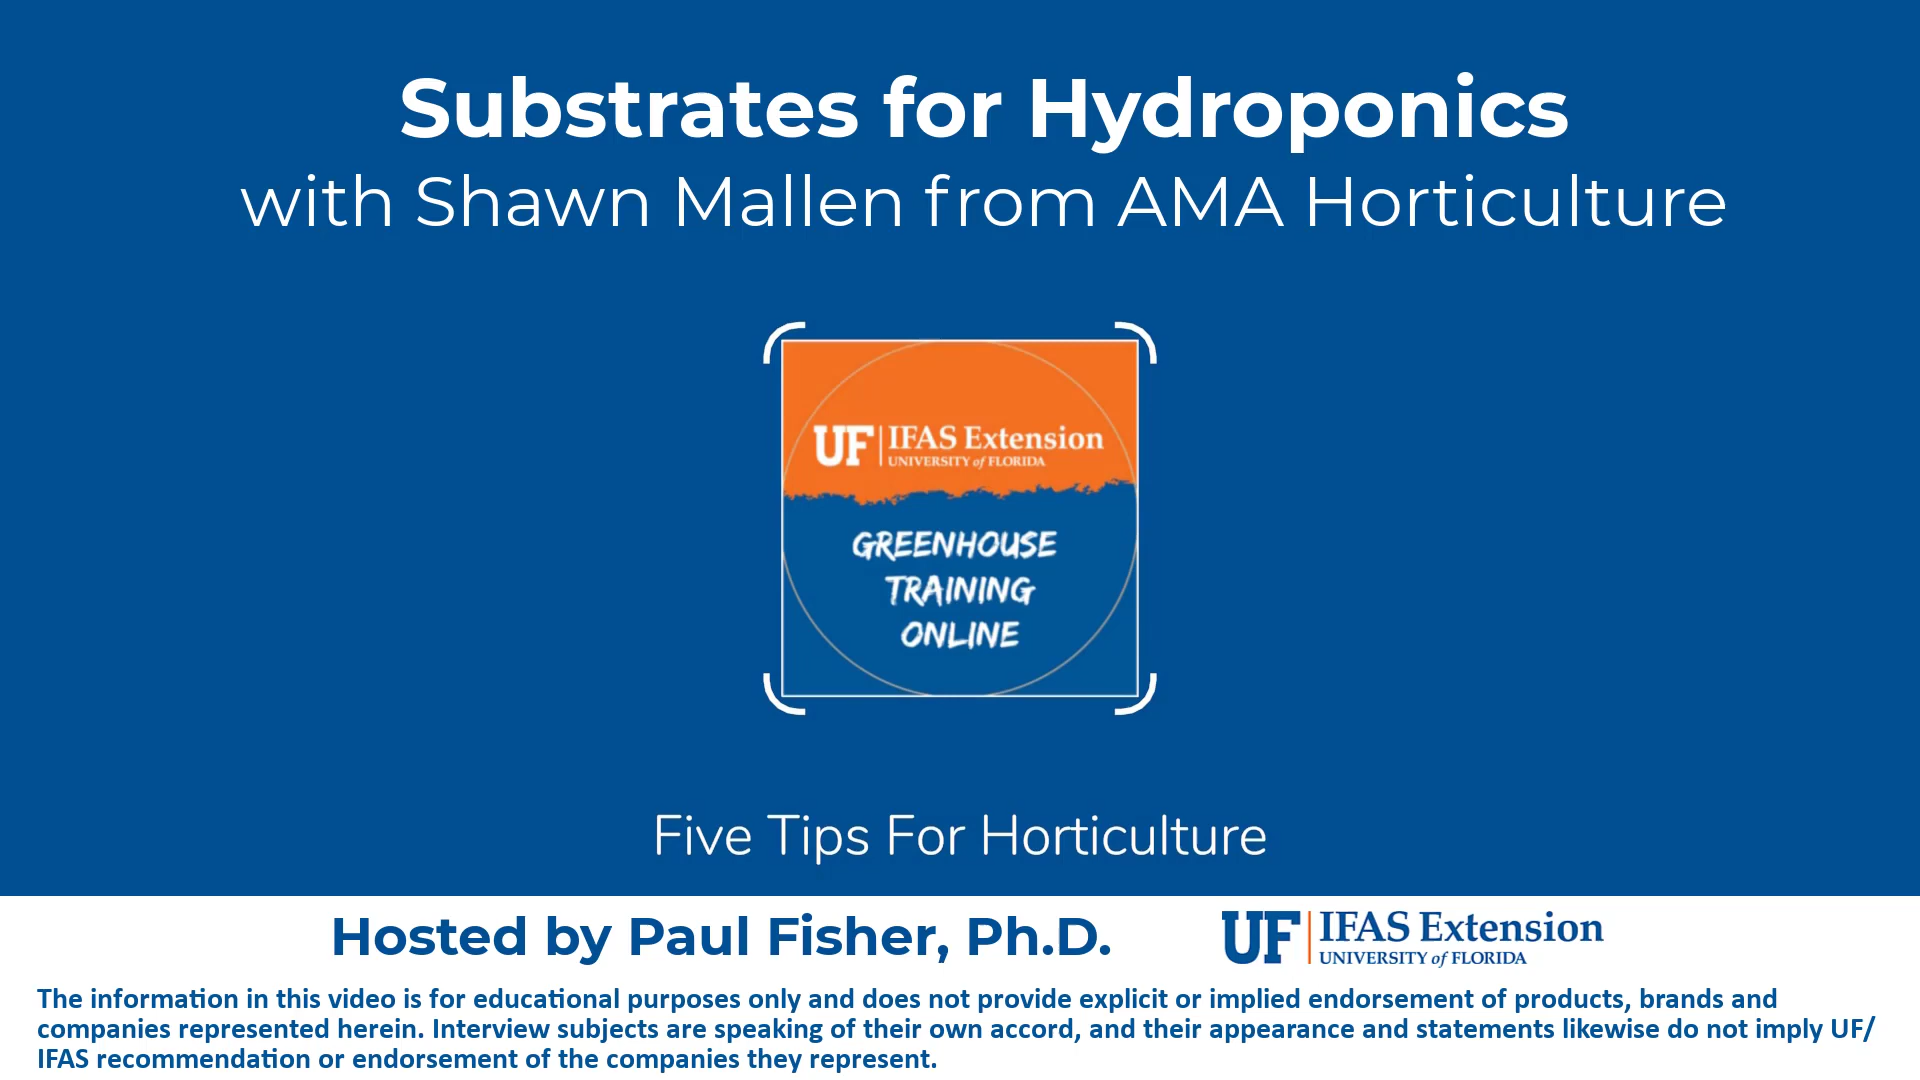 Substrates for Hydroponics
with Shawn Mallen from AMA Horticulture
UF | IFAS Extension
UNIVERSITY of FLORIDA
GREENHOUSE
TRAINING
ONLINE
Five Tips For Horticulture
Hosted by Paul Fisher, Ph.D.
UF | IFAS Extension
UNIVERSITY of FLORIDA
The information in this video is for educational purposes only and does not provide explicit or implied endorsement of products, brands and
companies represented herein. Interview subjects are speaking of their own accord, and their appearance and statements likewise do not imply UF/
IFAS recommendation or endorsement of the companies they represent.